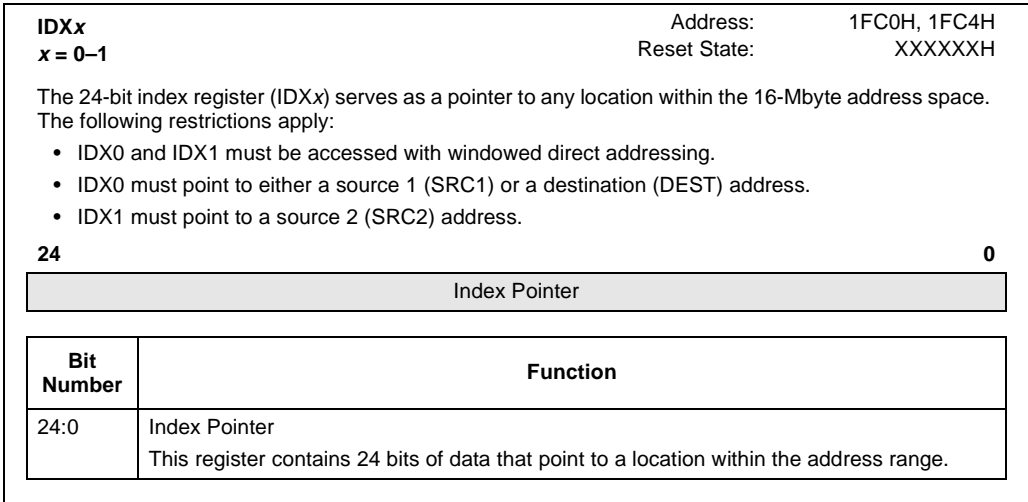 IDXx Address: 1FC0H, 1FC4H
x = 0–1 Reset State: XXXXXXH
The 24-bit index register (IDXx) serves as a pointer to any location within the 16-Mbyte address space.
The following restrictions apply:
• IDX0 and IDX1 must be accessed with windowed direct addressing.
• IDX0 must point to either a source 1 (SRC1) or a destination (DEST) address.
• IDX1 must point to a source 2 (SRC2) address.
24 0
Index Pointer
Bit
Number
Function
24:0 Index Pointer
This register contains 24 bits of data that point to a location within the address range.